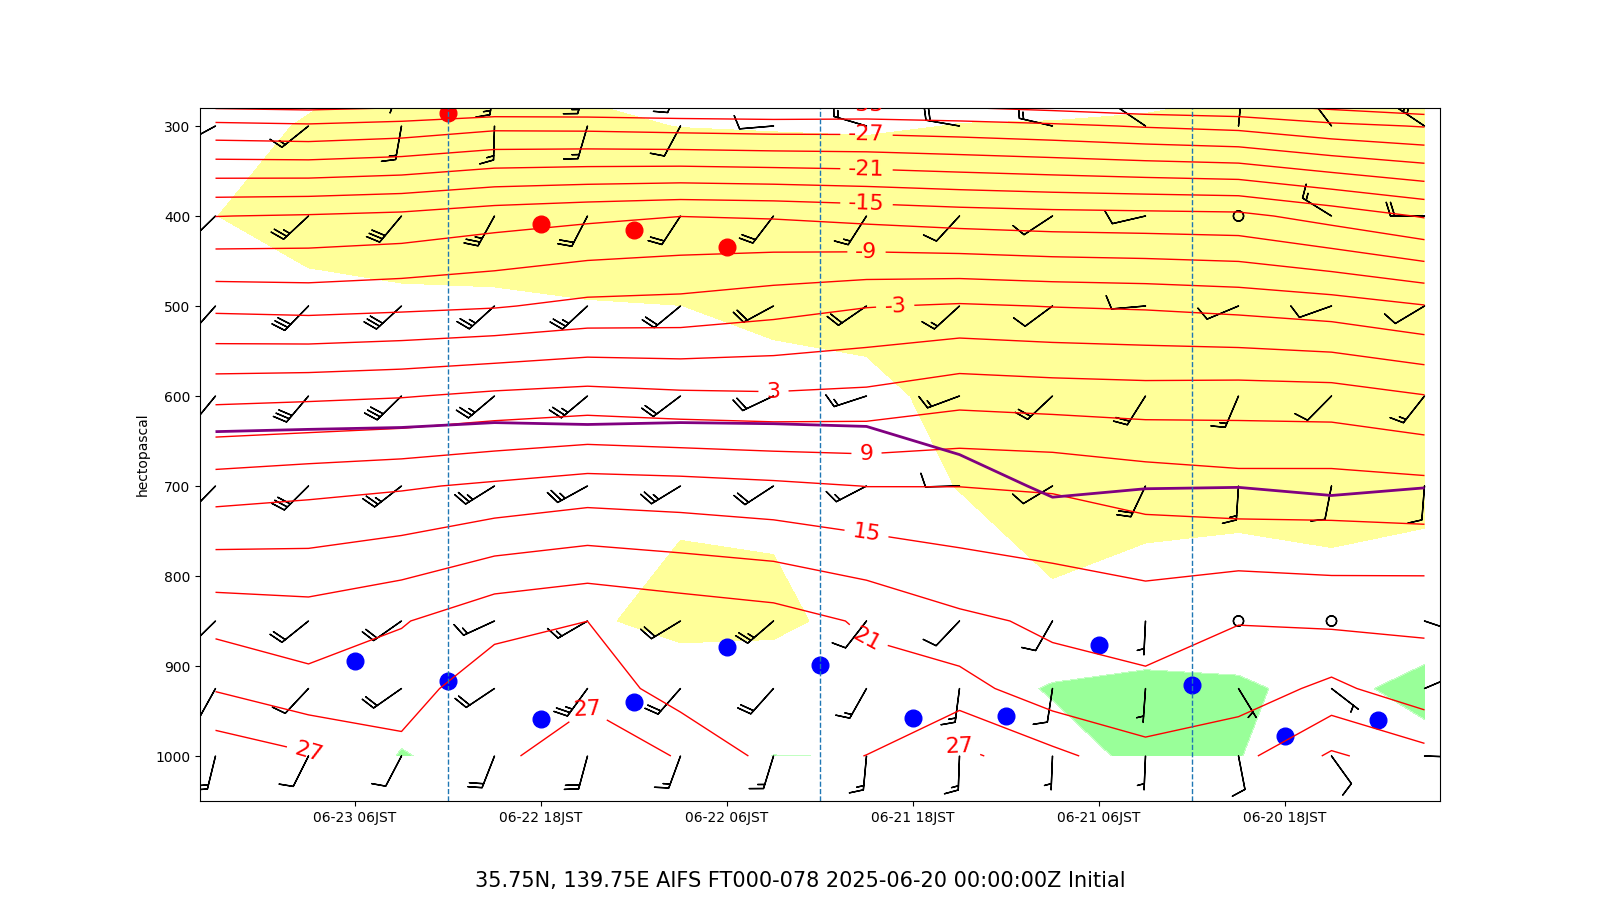 -27
-21
-15
-9
-3
3
9
15
21
27
27
27
300
400
500
600
700
800
900
1000
hectopascal
06-23 06JST
06-22 18JST
06-22 06JST
06-21 18JST
06-21 06JST
06-20 18JST
35.75N, 139.75E AIFS FT000-078 2025-06-20 00:00:00Z Initial